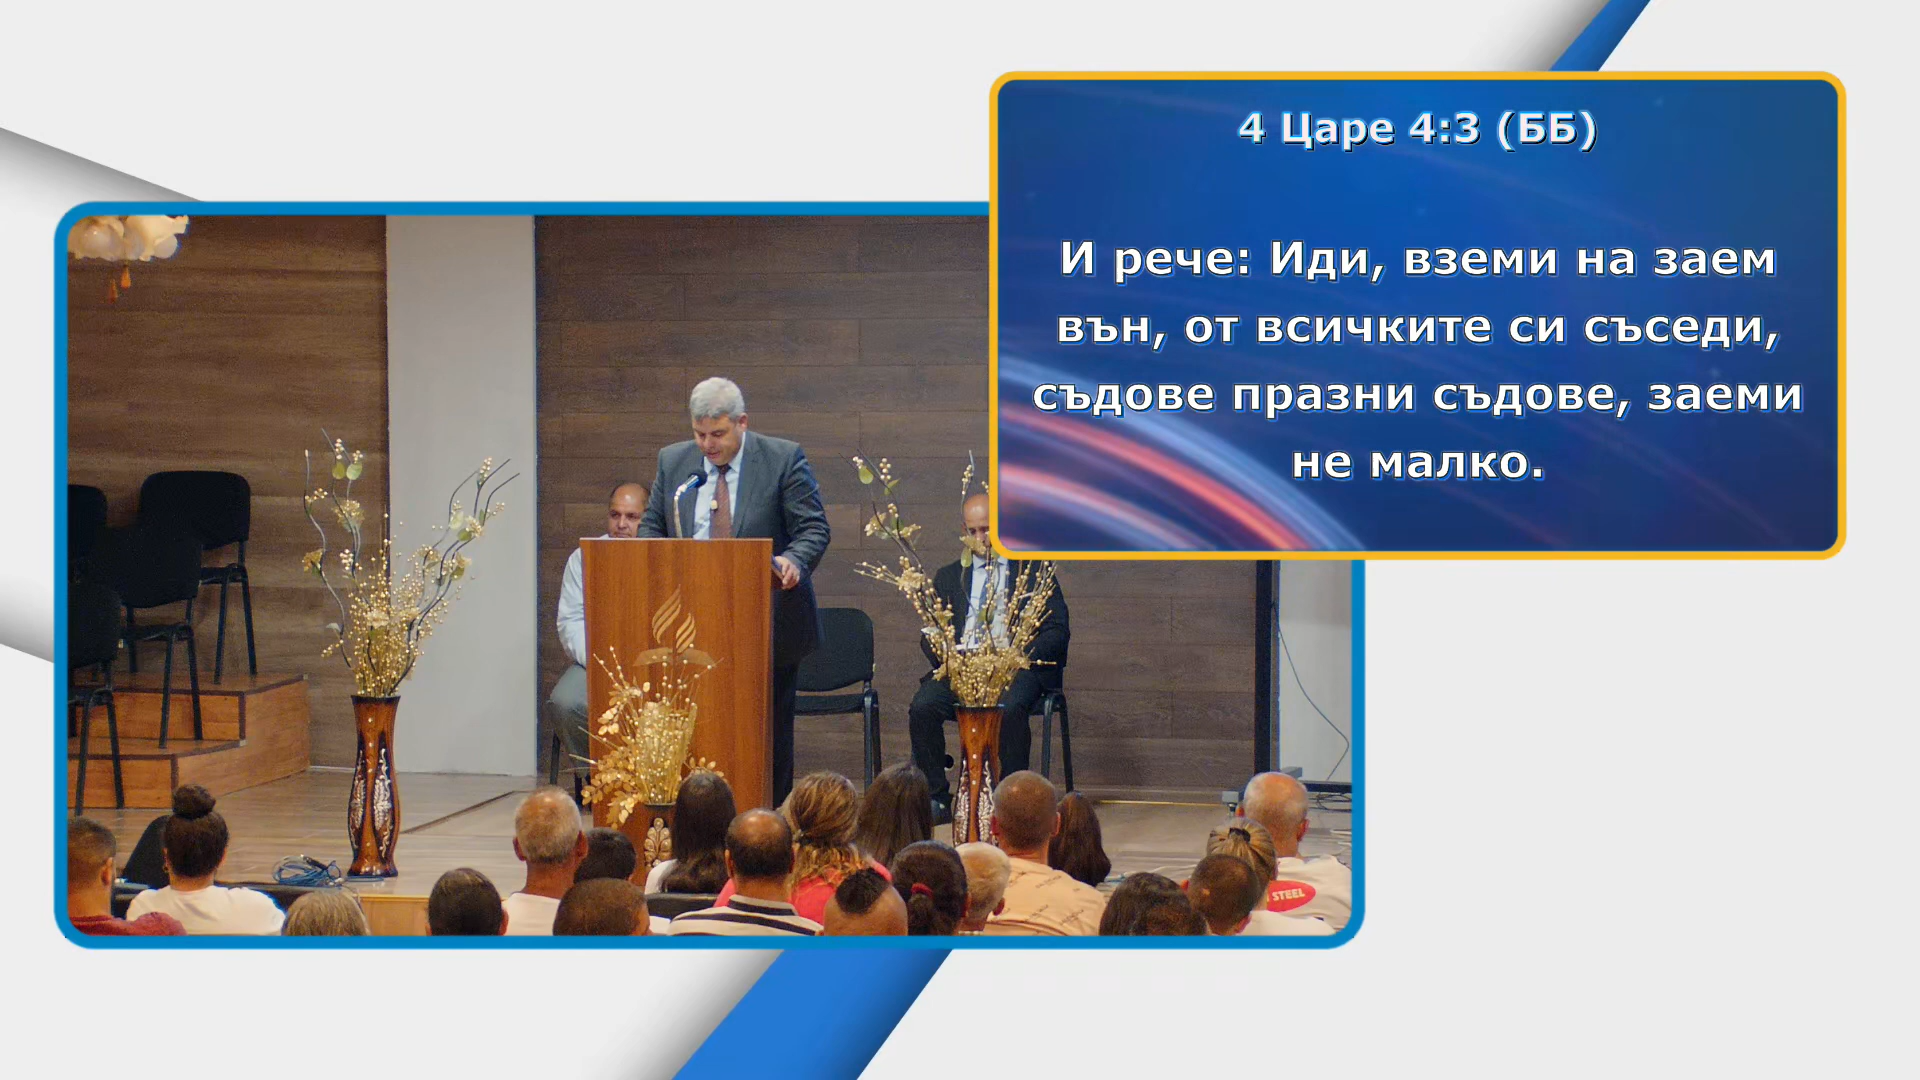 4 Царе 4:3 (ББ)
И рече: Иди, вземи на заем
вън, от всичките си съседи,
съдове празни съдове, заеми
не малко.
STEEL